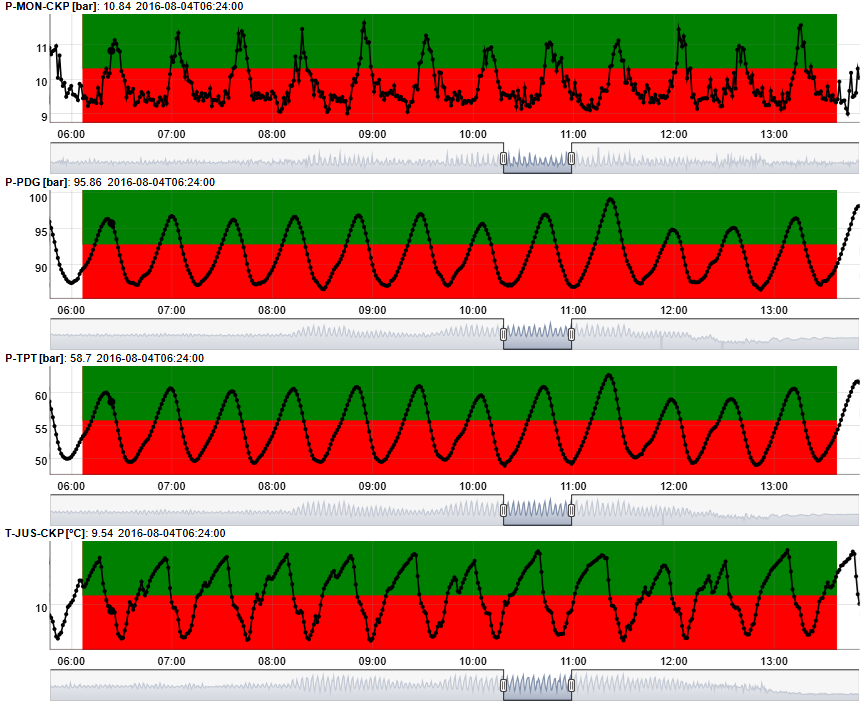 P-MON-CKP [bar]: 10.84 2016-08-04T06:24:00
11
10
9
06:00 07:00 08:00 09:00 10:00 11:00 12:00 13:00
P-PDG [bar]: 95.86 2016-08-04T06:24:00
100
95
90
06:00 07:00 08:00 09:00 10:00 11:00 12:00 13:00
P-TPT [bar]: 58.7 2016-08-04T06:24:00
60
55
50
06:00 07:00 08:00 09:00 10:00 11:00 12:00 13:00
T-JUS-CKP [°C]: 9.54 2016-08-04T06:24:00
10
06:00 07:00 08:00 09:00 10:00 11:00 12:00 13:00